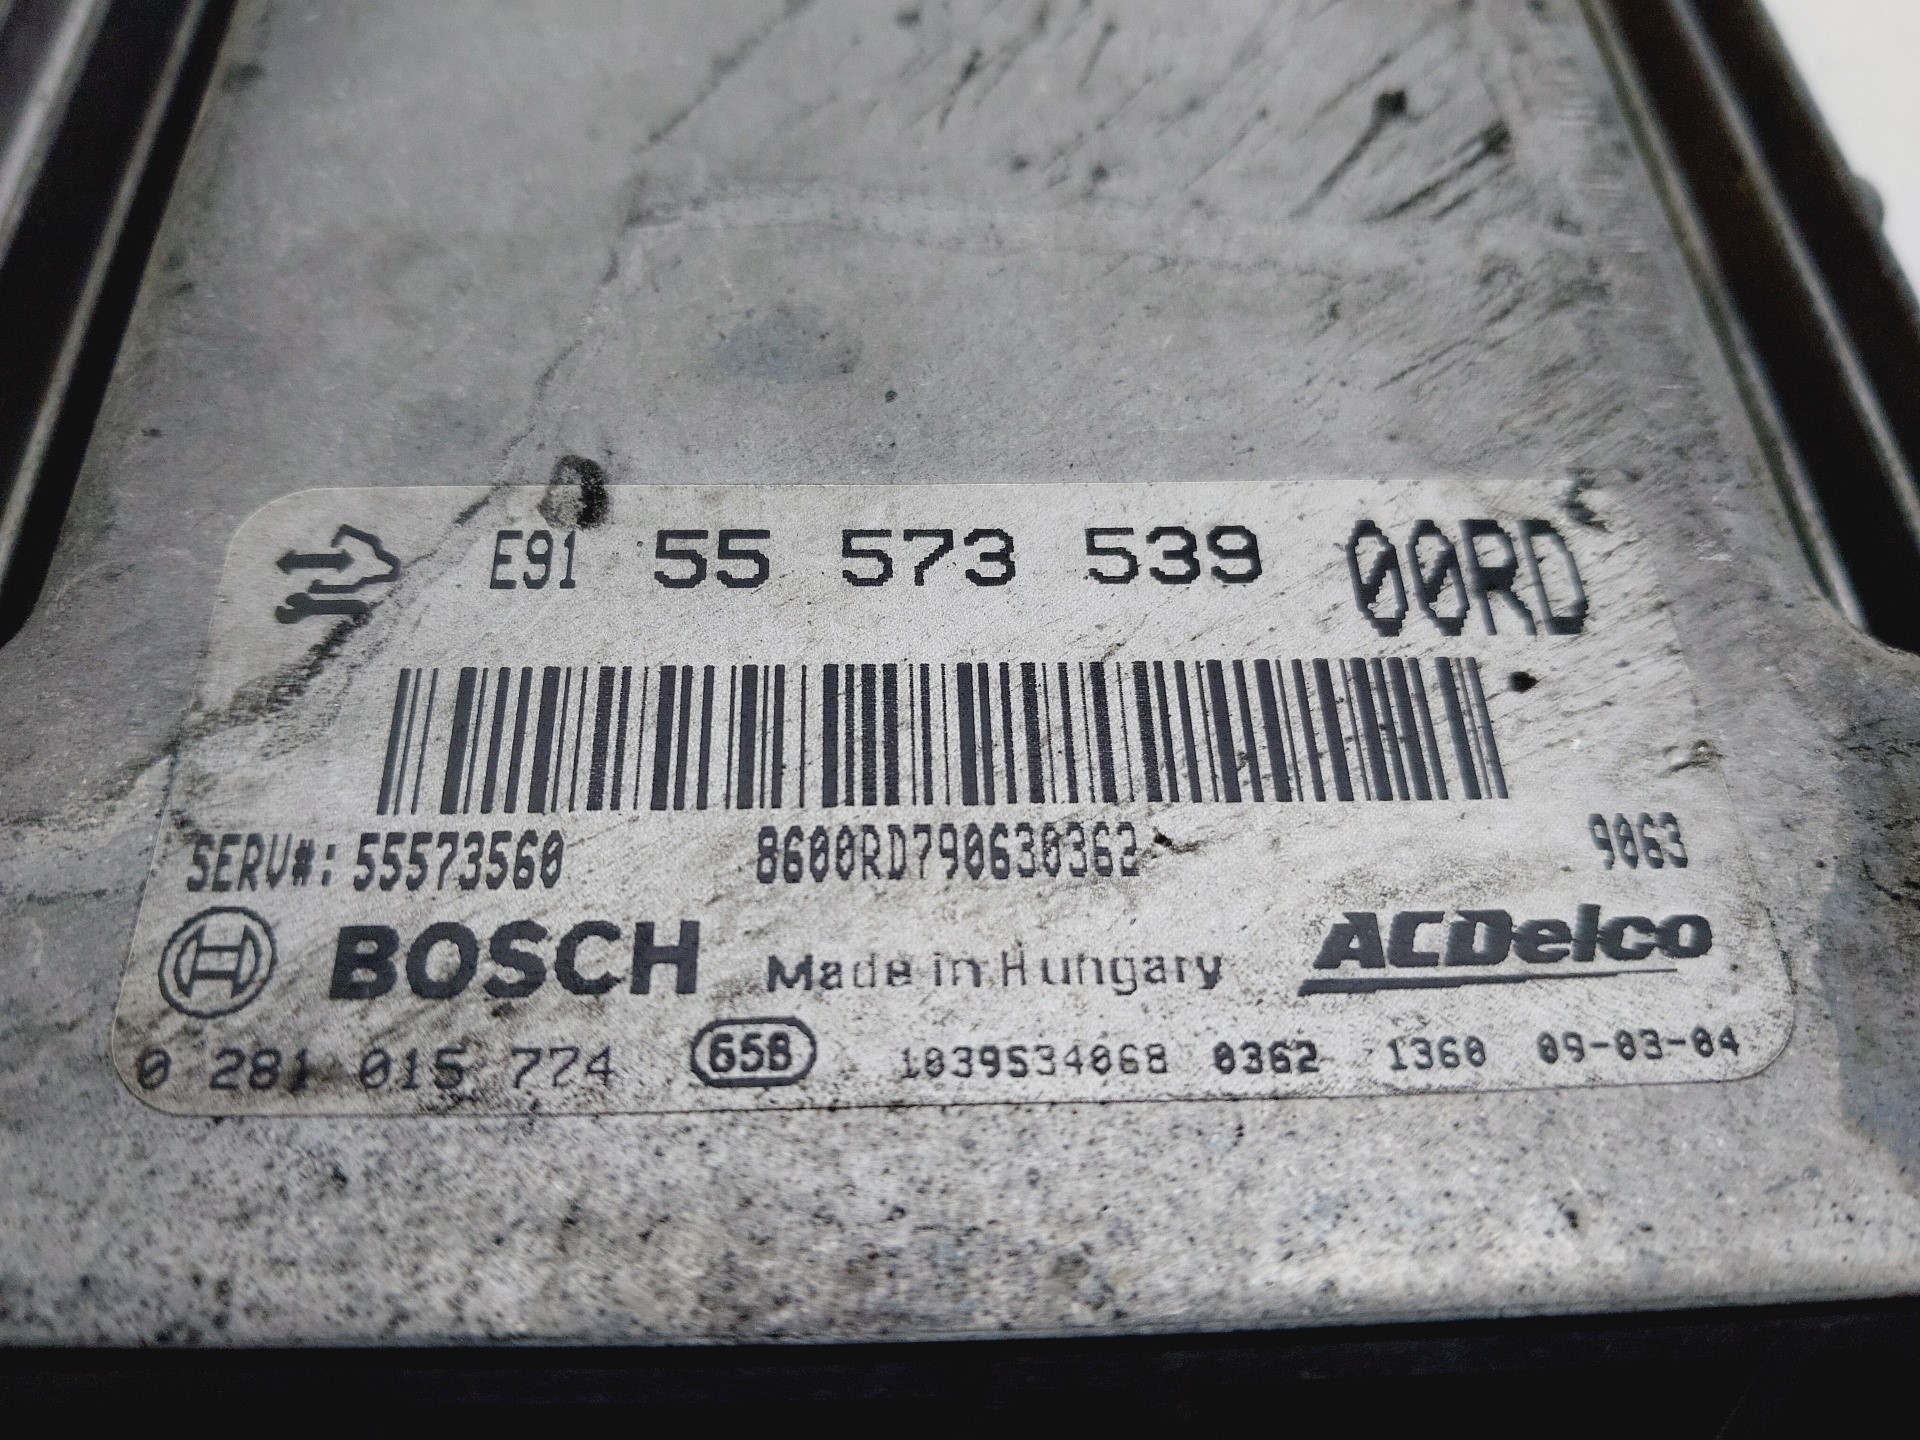 E91 55 573 539 00RD
SERV#: 55573560 8600RD790630362 9063
BOSCH Made in Hungary ACDelco
0 281 015 774 65B 1039S34068 0362 1360 09-03-04